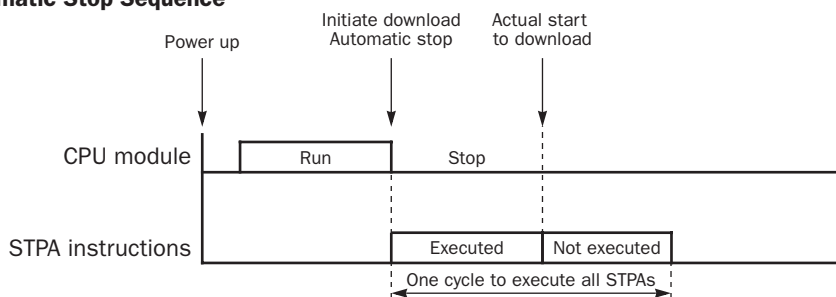 matic Stop Sequence
Initiate download
Automatic stop
Actual start
to download
Power up
CPU module
Run
Stop
STPA instructions
Executed
Not executed
One cycle to execute all STPAs